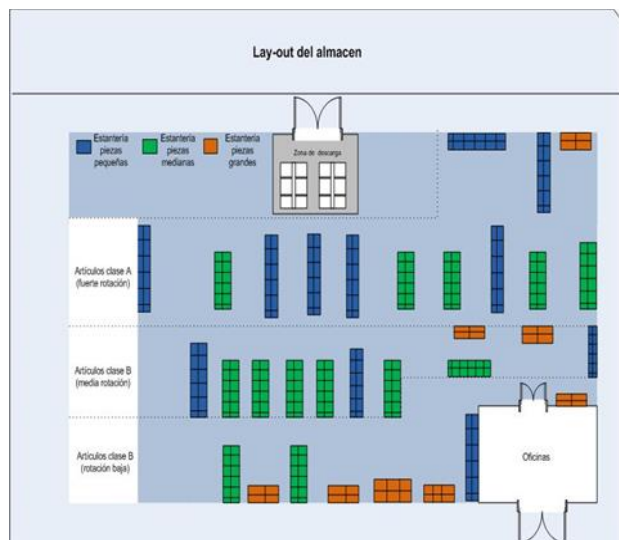 Lay-out del almacen
Estantería
piezas
pequeñas
Estantería
piezas
medianas
Estantería
piezas
grandes
Zona de descarga
Artículos clase A
(fuerte rotación)
Artículos clase B
(media rotación)
Artículos clase B
(rotación baja)
Oficinas